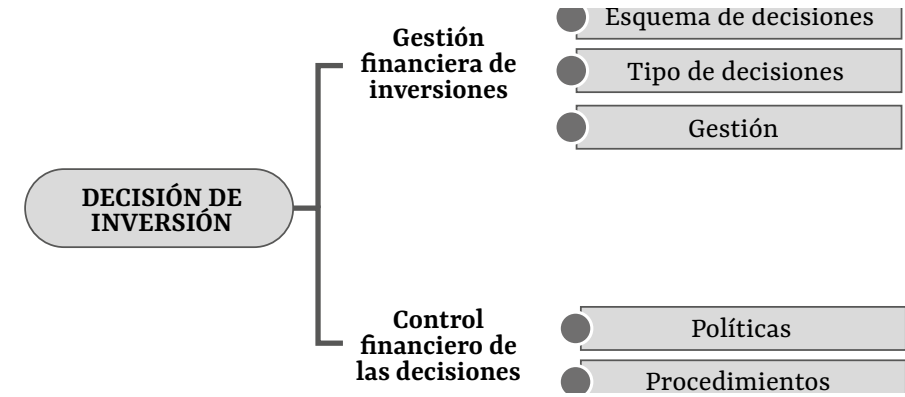 Esquema de decisiones
Gestión
financiera de
inversiones
Tipo de decisiones
Gestión
DECISIÓN DE
INVERSIÓN
Control
financiero de
las decisiones
Políticas
Procedimientos